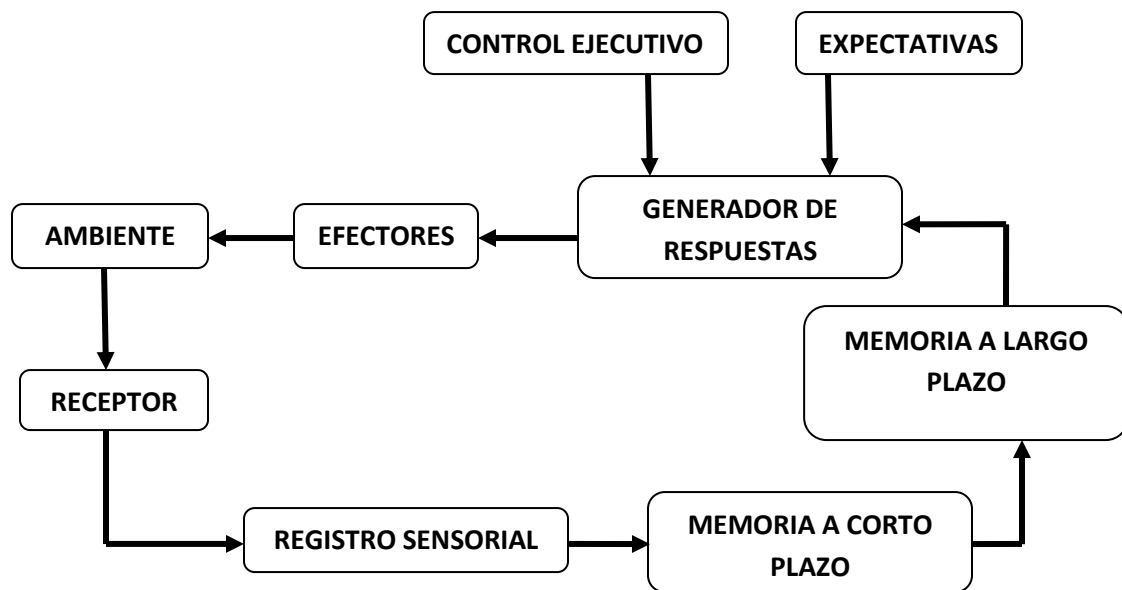 CONTROL EJECUTIVO
EXPECTATIVAS
GENERADOR DE
RESPUESTAS
AMBIENTE
EFECTORES
MEMORIA A LARGO
PLAZO
RECEPTOR
REGISTRO SENSORIAL
MEMORIA A CORTO
PLAZO